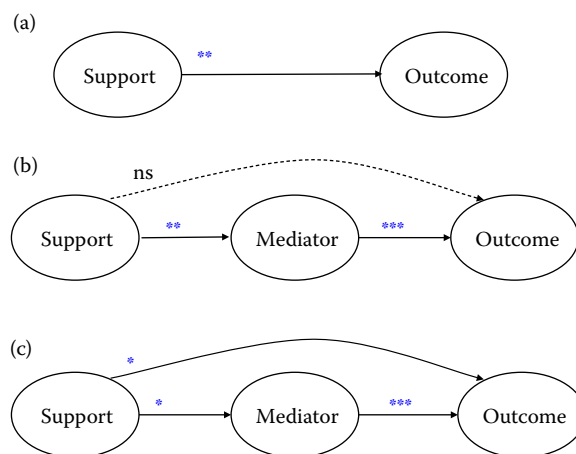 (a)
**
Support Outcome
(b)
ns
** ***
Support Mediator Outcome
(c)
*
* ***
Support Mediator Outcome